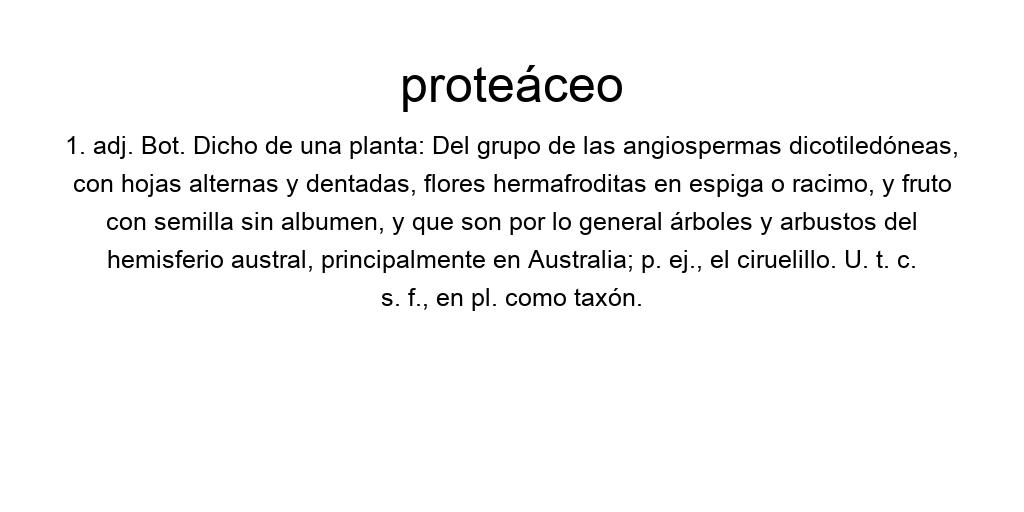 proteáceo
1. adj. Bot. Dicho de una planta: Del grupo de las angiospermas dicotiledóneas,
con hojas alternas y dentadas, flores hermafroditas en espiga o racimo, y fruto
con semilla sin albumen, y que son por lo general árboles y arbustos del
hemisferio austral, principalmente en Australia; p. ej., el ciruelillo. U. t. c.
s. f., en pl. como taxón.